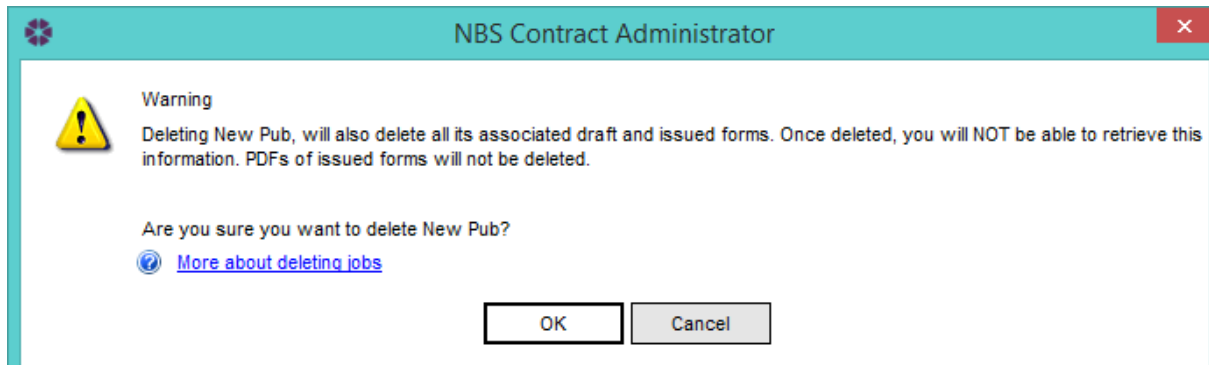 NBS Contract Administrator
Warning
Deleting New Pub, will also delete all its associated draft and issued forms. Once deleted, you will NOT be able to retrieve this
information. PDFs of issued forms will not be deleted.
Are you sure you want to delete New Pub?
More about deleting jobs
OK
Cancel